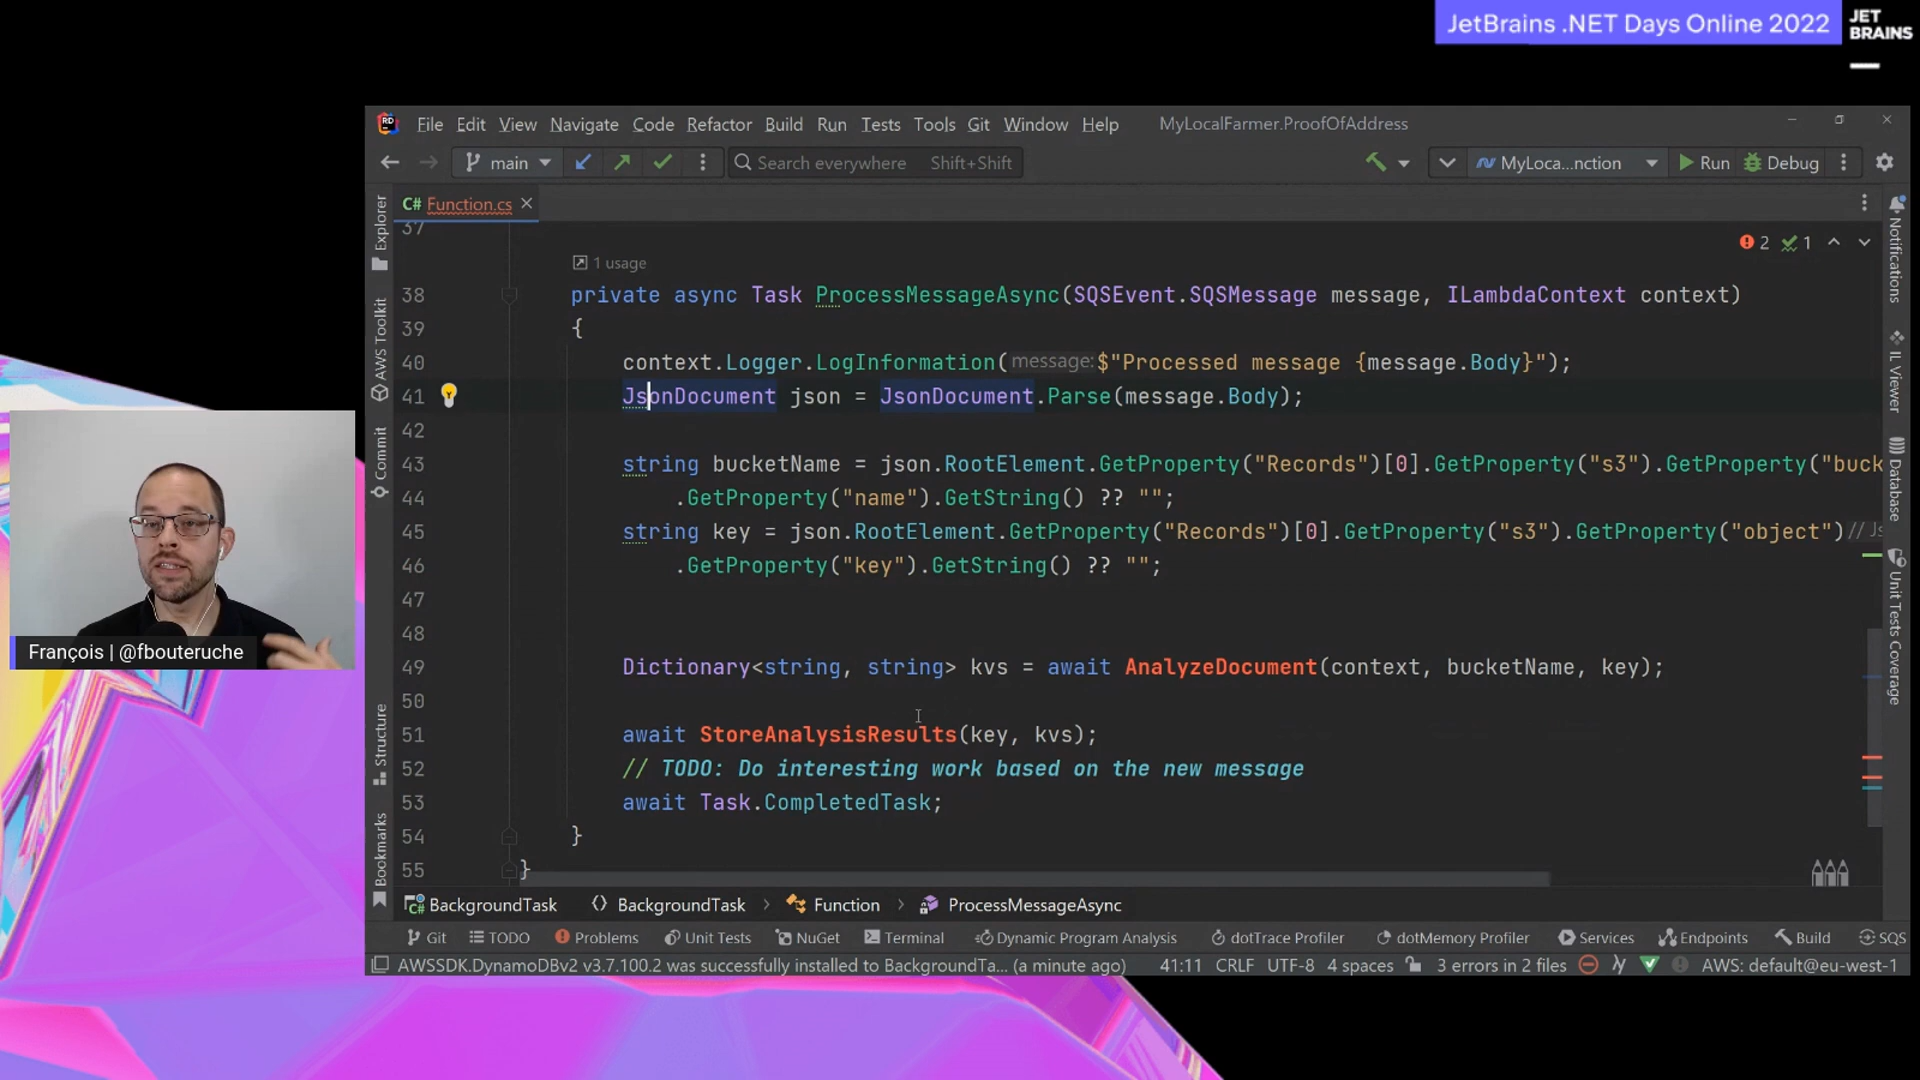 JetBrains .NET Days Online 2022
JET
BRAINS
RD
File Edit View Navigate Code Refactor Build Run Tests Tools Git Window Help MyLocalFarmer.ProofOfAddress
main Search everywhere Shift+Shift MyLoca...nction Run Debug
C# Function.cs
2 1
37
1 usage
38 private async Task ProcessMessageAsync(SQSEvent.SQSMessage message, ILambdaContext context)
39 {
40 context.Logger.LogInformation( message: $"Processed message {message.Body}");
41 JsonDocument json = JsonDocument.Parse(message.Body);
42
43 string bucketName = json.RootElement.GetProperty("Records")[0].GetProperty("s3").GetProperty("buck
44 .GetProperty("name").GetString() ?? "";
45 string key = json.RootElement.GetProperty("Records")[0].GetProperty("s3").GetProperty("object")// Js
46 .GetProperty("key").GetString() ?? "";
47
48
49 Dictionary<string, string> kvs = await AnalyzeDocument(context, bucketName, key);
50
51 await StoreAnalysisResults(key, kvs);
52 // TODO: Do interesting work based on the new message
53 await Task.CompletedTask;
54 }
55 }
Explorer
AWS Toolkit
Commit
Structure
Bookmarks
Notifications
IL Viewer
Database
Unit Tests Coverage
François | @fbouteruche
BackgroundTask BackgroundTask > Function > ProcessMessageAsync
Git TODO Problems Unit Tests NuGet Terminal Dynamic Program Analysis dotTrace Profiler dotMemory Profiler Services Endpoints Build SQS
AWSSDK.DynamoDBv2 v3.7.100.2 was successfully installed to BackgroundTa... (a minute ago) 41:11 CRLF UTF-8 4 spaces 3 errors in 2 files AWS: default@eu-west-1